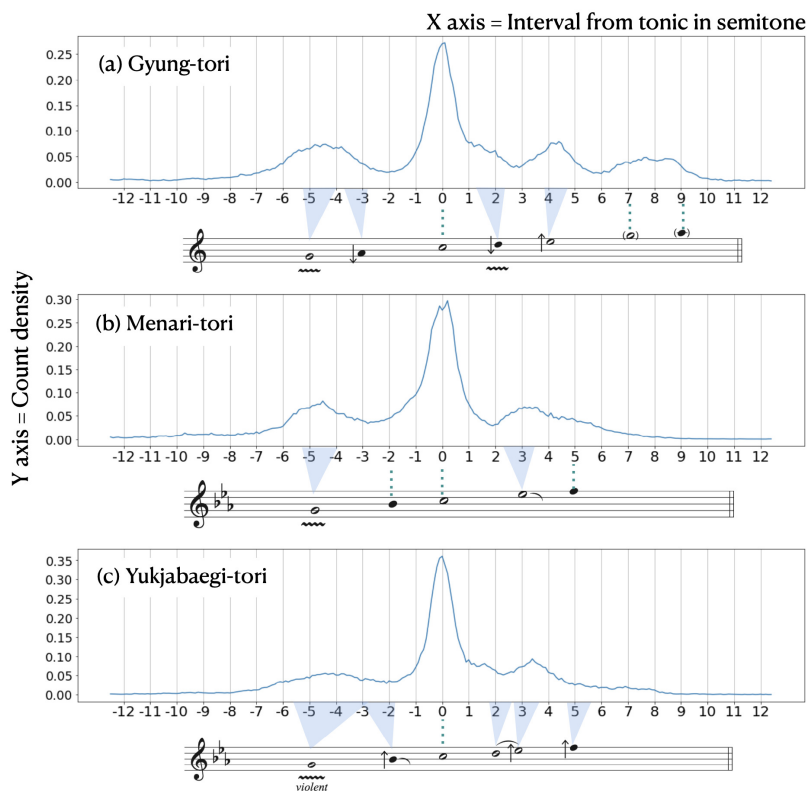 X axis = Interval from tonic in semitone
Y axis = Count density
(a) Gyung-tori
0.25
0.20
0.15
0.10
0.05
0.00
-12 -11 -10 -9 -8 -7 -6 -5 -4 -3 -2 -1 0 1 2 3 4 5 6 7 8 9 10 11 12
(b) Menari-tori
0.30
0.25
0.20
0.15
0.10
0.05
0.00
-12 -11 -10 -9 -8 -7 -6 -5 -4 -3 -2 -1 0 1 2 3 4 5 6 7 8 9 10 11 12
(c) Yukjabaegi-tori
0.35
0.30
0.25
0.20
0.15
0.10
0.05
0.00
-12 -11 -10 -9 -8 -7 -6 -5 -4 -3 -2 -1 0 1 2 3 4 5 6 7 8 9 10 11 12
violent